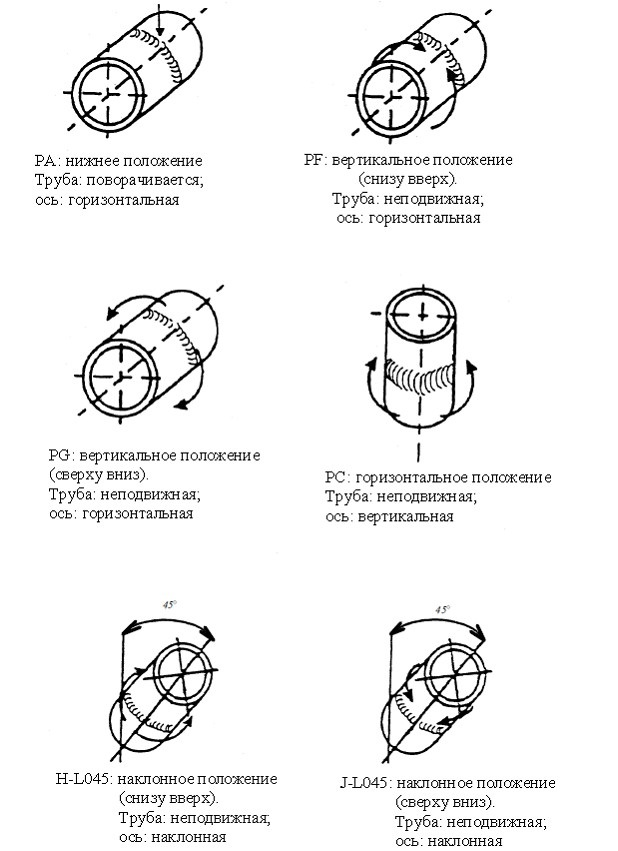 PA: нижнее положение
Труба: поворачивается;
ось: горизонтальная
PF: вертикальное положение
(снизу вверх).
Труба: неподвижная;
ось: горизонтальная
PG: вертикальное положение
(сверху вниз).
Труба: неподвижная;
ось: горизонтальная
PC: горизонтальное положение
Труба: неподвижная;
ось: вертикальная
45°
45°
H-L045: наклонное положение
(снизу вверх).
Труба: неподвижная;
ось: наклонная
J-L045: наклонное положение
(сверху вниз).
Труба: неподвижная;
ось: наклонная